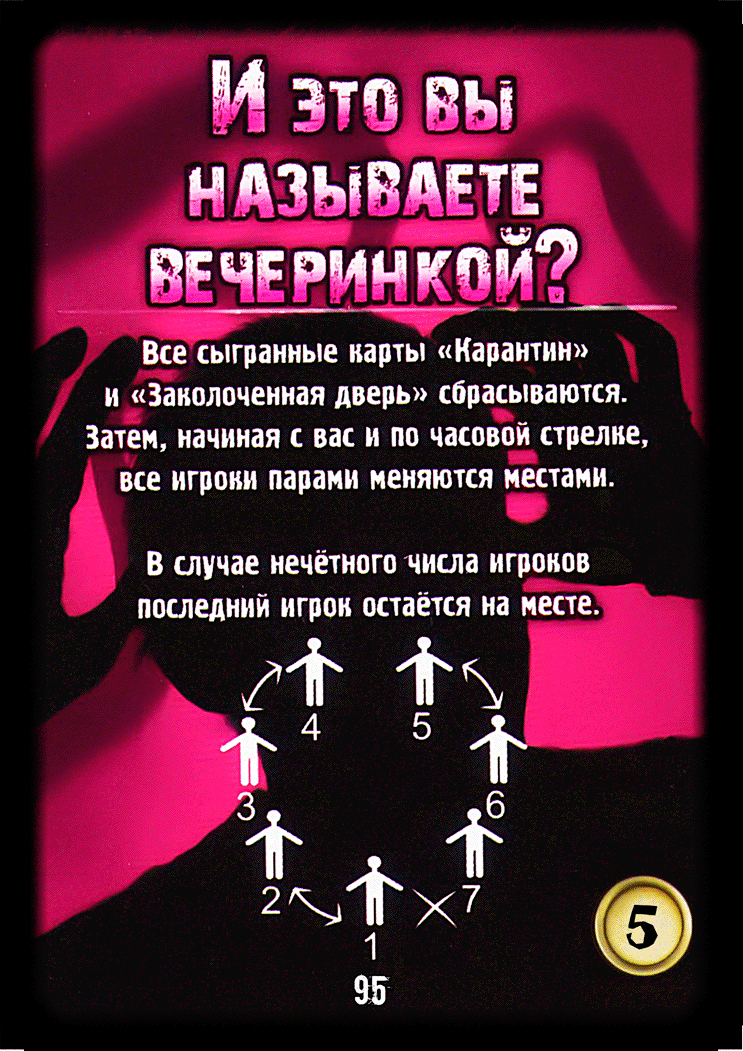 И ЭТО ВЫ
НАЗЫВАЕТЕ
ВЕЧЕРИНКОЙ?
Все сыгранные карты «Карантин»
и «Заколоченная дверь» сбрасываются.
Затем, начиная с вас и по часовой стрелке,
все игроки парами меняются местами.
В случае нечётного числа игроков
последний игрок остаётся на месте.
4 5
3 6
2 7
1
5
95